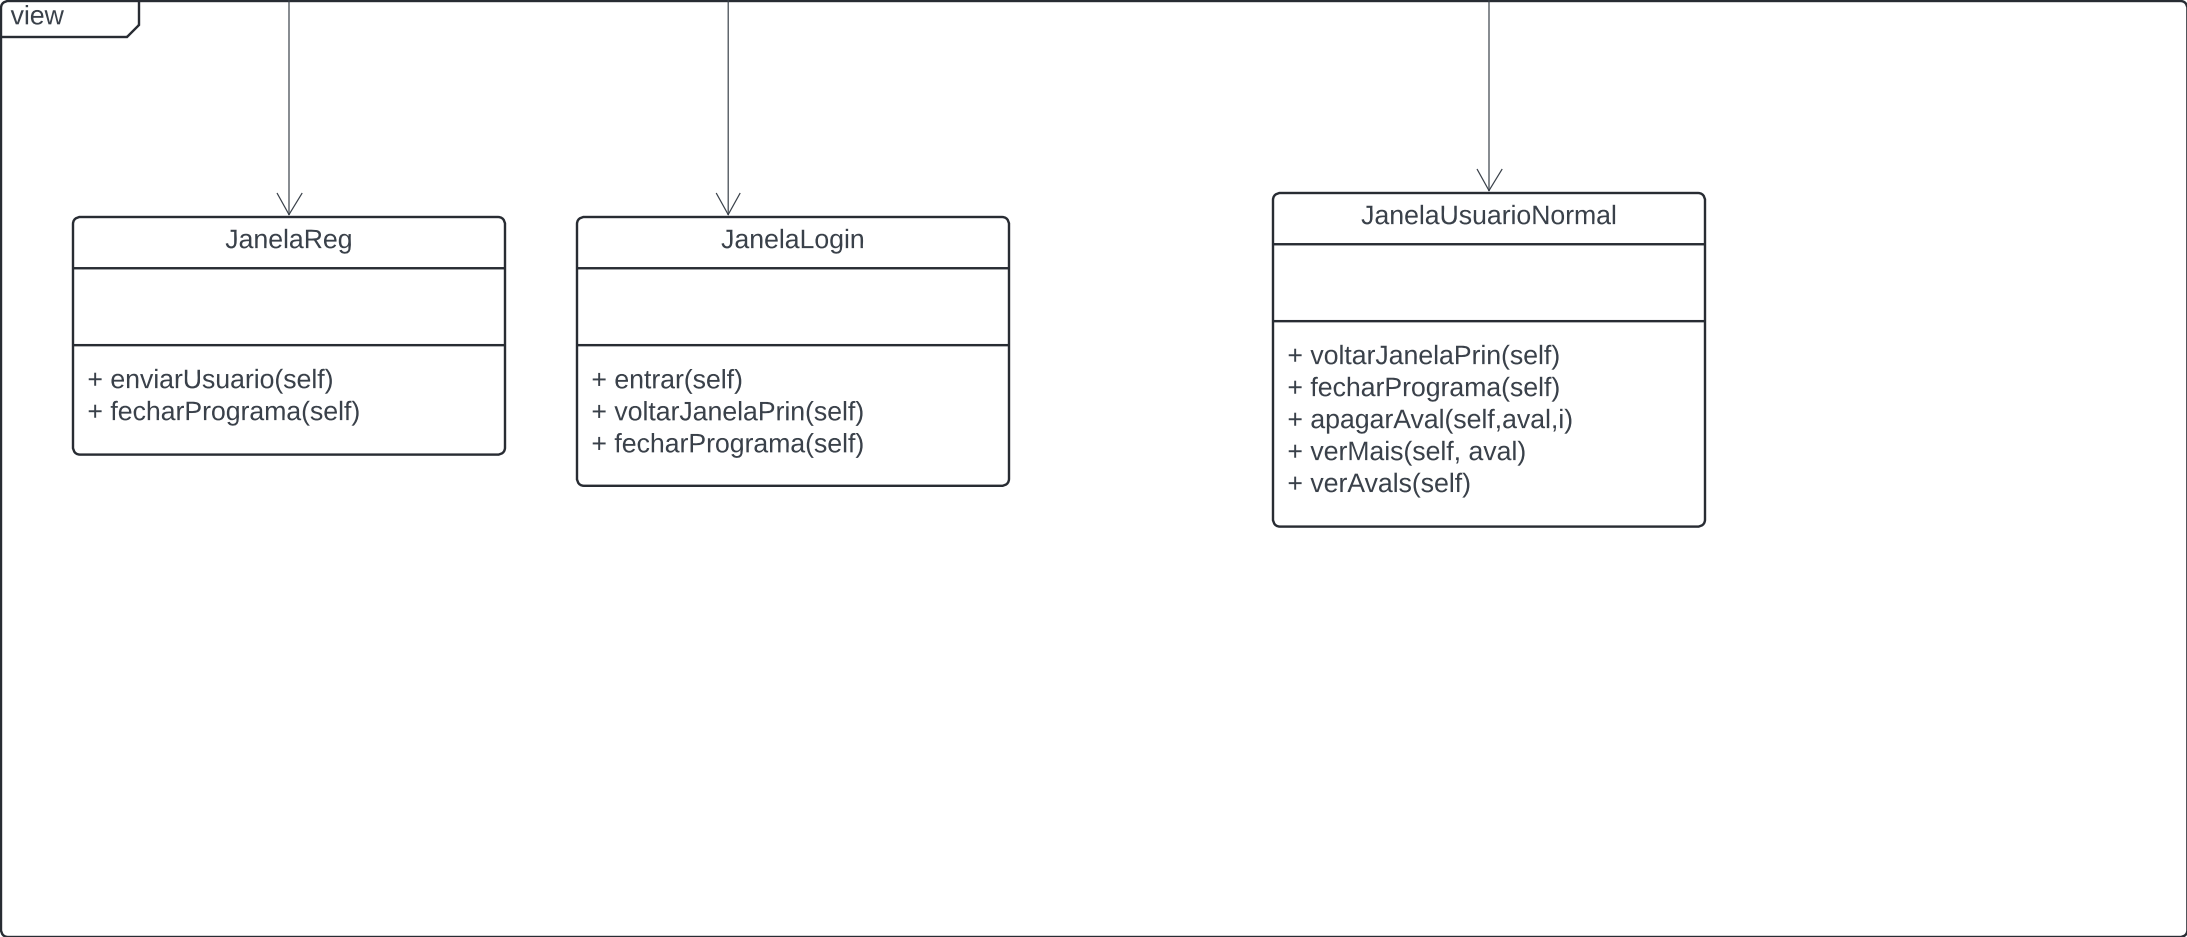 view
JanelaReg
+ enviarUsuario(self)
+ fecharPrograma(self)
JanelaLogin
+ entrar(self)
+ voltarJanelaPrin(self)
+ fecharPrograma(self)
JanelaUsuarioNormal
+ voltarJanelaPrin(self)
+ fecharPrograma(self)
+ apagarAval(self,aval,i)
+ verMais(self, aval)
+ verAvals(self)